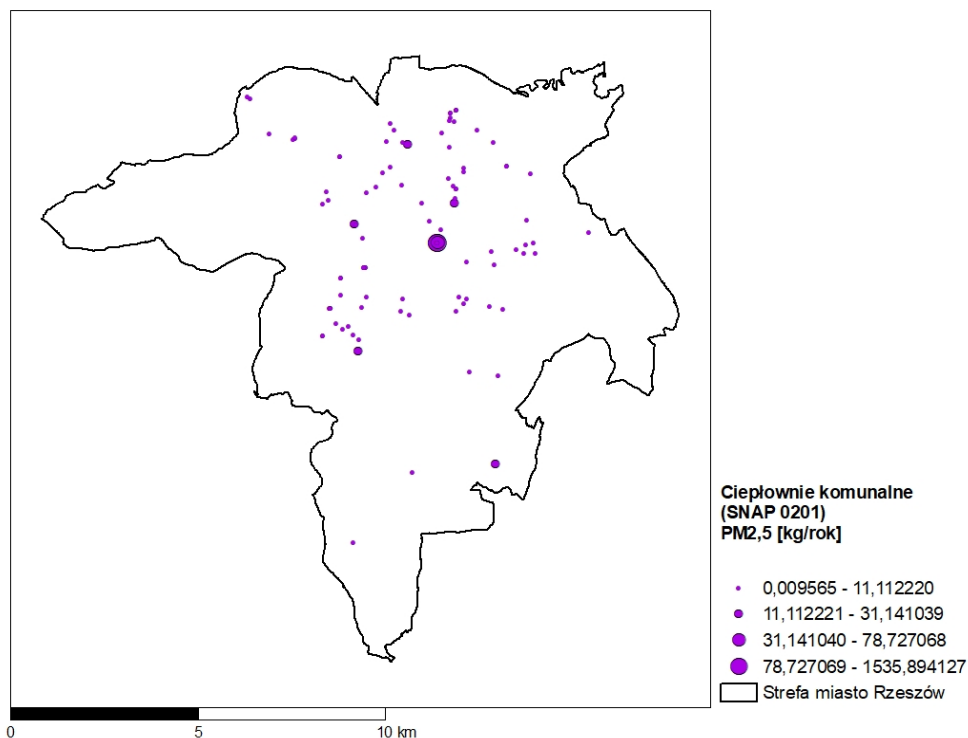 Ciepłownie komunalne
(SNAP 0201)
PM2,5 [kg/rok]
0,009565 - 11,112220
11,112221 - 31,141039
31,141040 - 78,727068
78,727069 - 1535,894127
Strefa miasto Rzeszów
0 5 10 km